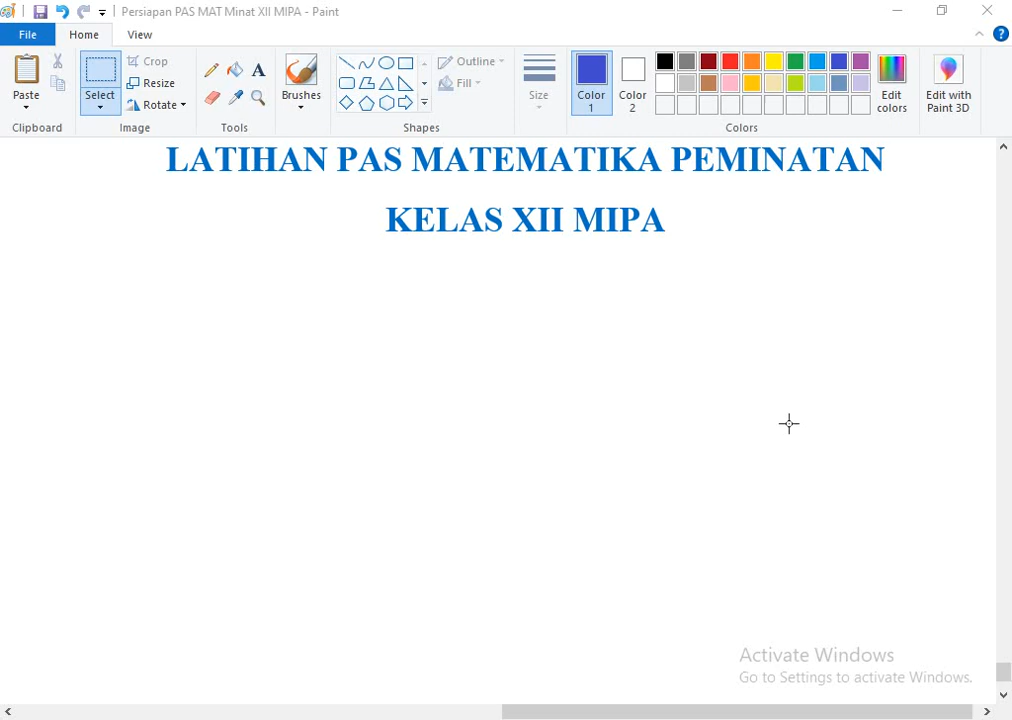 Persiapan PAS MAT Minat XII MIPA - Paint
File
Home
View
Paste
Clipboard
Select
Crop
Resize
Rotate
Image
A
Tools
Brushes
Outline
Fill
Shapes
Size
Color
1
Color
2
Colors
Edit
colors
Edit with
Paint 3D
LATIHAN PAS MATEMATIKA PEMINATAN
KELAS XII MIPA
Activate Windows
Go to Settings to activate Windows.